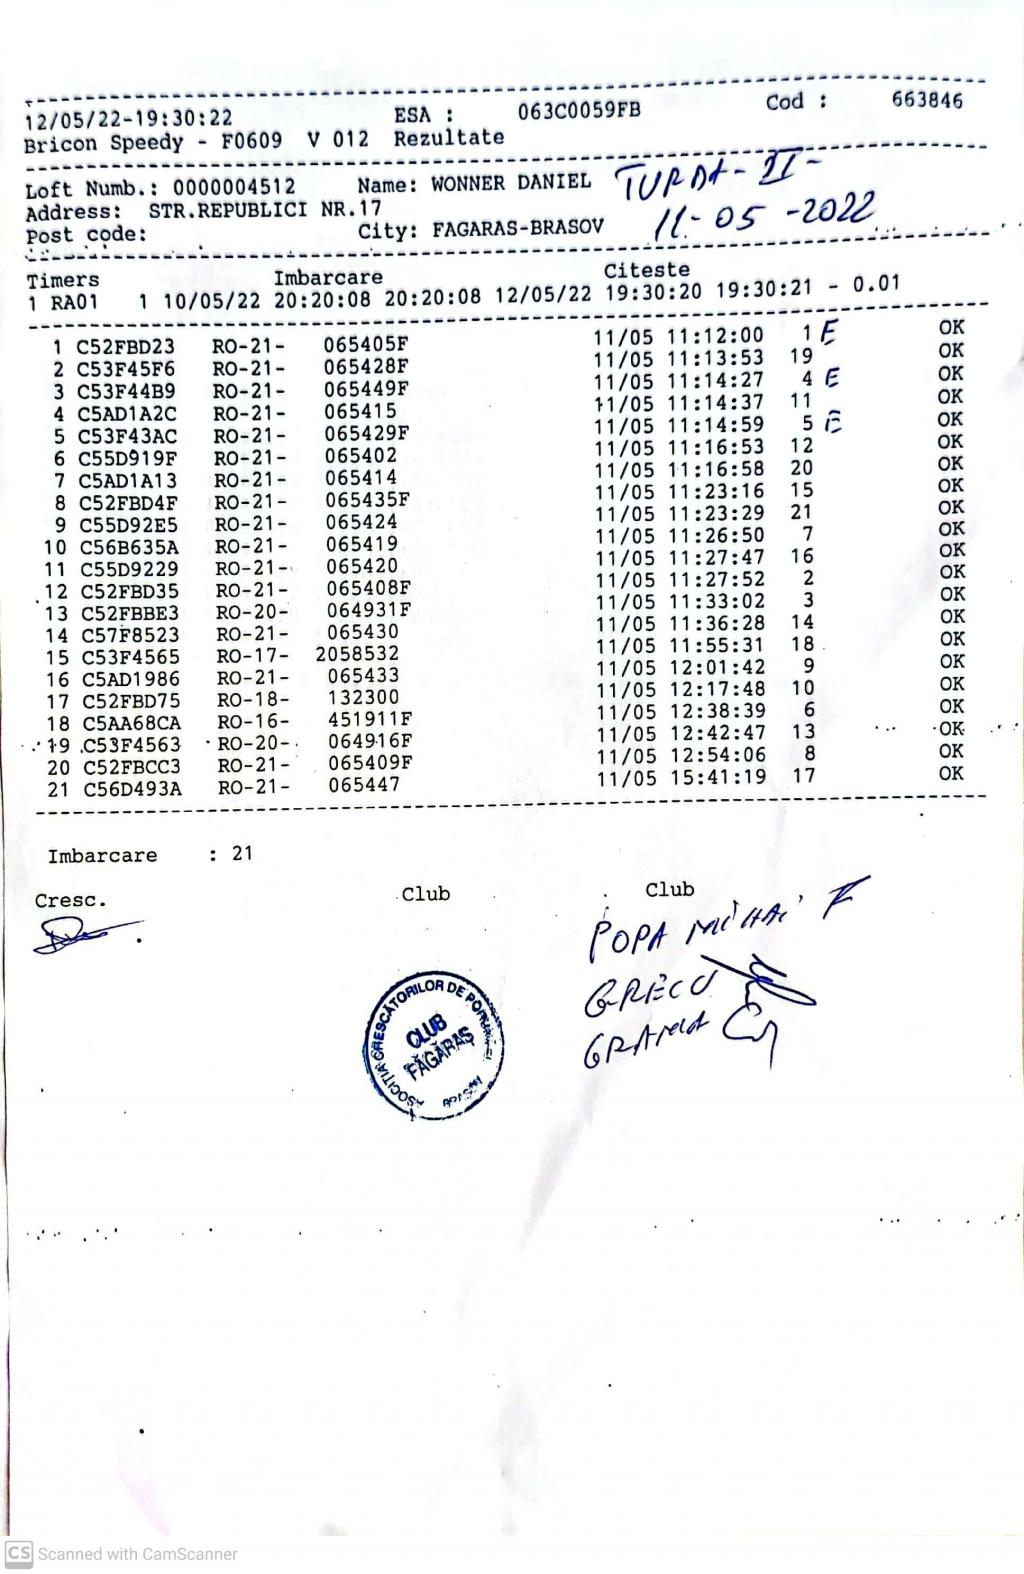 12/05/22-19:30:22 ESA : 063C0059FB Cod : 663846
Bricon Speedy - F0609 V 012 Rezultate
Loft Numb.: 0000004512 Name: WONNER DANIEL TURDA-II-
Address: STR.REPUBLICI NR.17 11-05-2022
Post code: City: FAGARAS-BRASOV
Timers Imbarcare Citeste
1 RA01 1 10/05/22 20:20:08 20:20:08 12/05/22 19:30:20 19:30:21 - 0.01
1 C52FBD23 RO-21- 065405F 11/05 11:12:00 1 E OK
2 C53F45F6 RO-21- 065428F 11/05 11:13:53 19 OK
3 C53F44B9 RO-21- 065449F 11/05 11:14:27 4 E OK
4 C5AD1A2C RO-21- 065415 11/05 11:14:37 11 OK
5 C53F43AC RO-21- 065429F 11/05 11:14:59 5 E OK
6 C55D919F RO-21- 065402 11/05 11:16:53 12 OK
7 C5AD1A13 RO-21- 065414 11/05 11:16:58 20 OK
8 C52FBD4F RO-21- 065435F 11/05 11:23:16 15 OK
9 C55D92E5 RO-21- 065424 11/05 11:23:29 21 OK
10 C56B635A RO-21- 065419 11/05 11:26:50 7 OK
11 C55D9229 RO-21- 065420 11/05 11:27:47 16 OK
12 C52FBD35 RO-21- 065408F 11/05 11:27:52 2 OK
13 C52FBBE3 RO-20- 064931F 11/05 11:33:02 3 OK
14 C57F8523 RO-21- 065430 11/05 11:36:28 14 OK
15 C53F4565 RO-17- 2058532 11/05 11:55:31 18 OK
16 C5AD1986 RO-21- 065433 11/05 12:01:42 9 OK
17 C52FBD75 RO-18- 132300 11/05 12:17:48 10 OK
18 C5AA68CA RO-16- 451911F 11/05 12:38:39 6 OK
19 C53F4563 RO-20- 064916F 11/05 12:42:47 13 OK
20 C52FBCC3 RO-21- 065409F 11/05 12:54:06 8 OK
21 C56D493A RO-21- 065447 11/05 15:41:19 17 OK
Imbarcare : 21
Cresc. Club Club
POPA MIHAI
GRECU
GRAMA
ASOCIȚIA CRESCĂTORILOR DE
CLUB
FĂGĂRAȘ
BRAȘOV
CS Scanned with CamScanner